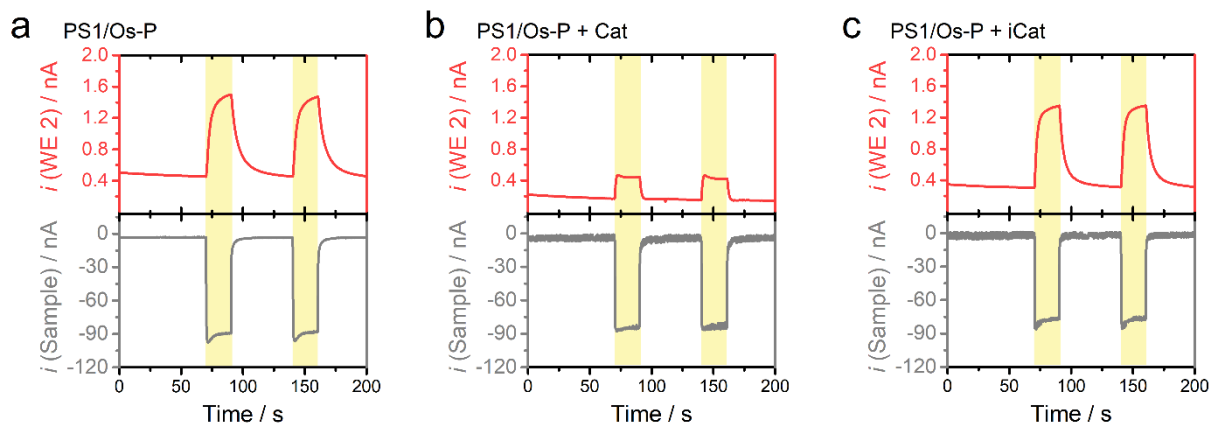 a PS1/Os-P
b PS1/Os-P + Cat
c PS1/Os-P + iCat
i (WE 2) / nA
2.0
1.6
1.2
0.8
0.4
i (Sample) / nA
0
-30
-60
-90
-120
0 50 100 150 200
Time / s
i (WE 2) / nA
2.0
1.6
1.2
0.8
0.4
i (Sample) / nA
0
-30
-60
-90
-120
0 50 100 150 200
Time / s
i (WE 2) / nA
2.0
1.6
1.2
0.8
0.4
i (Sample) / nA
0
-30
-60
-90
-120
0 50 100 150 200
Time / s